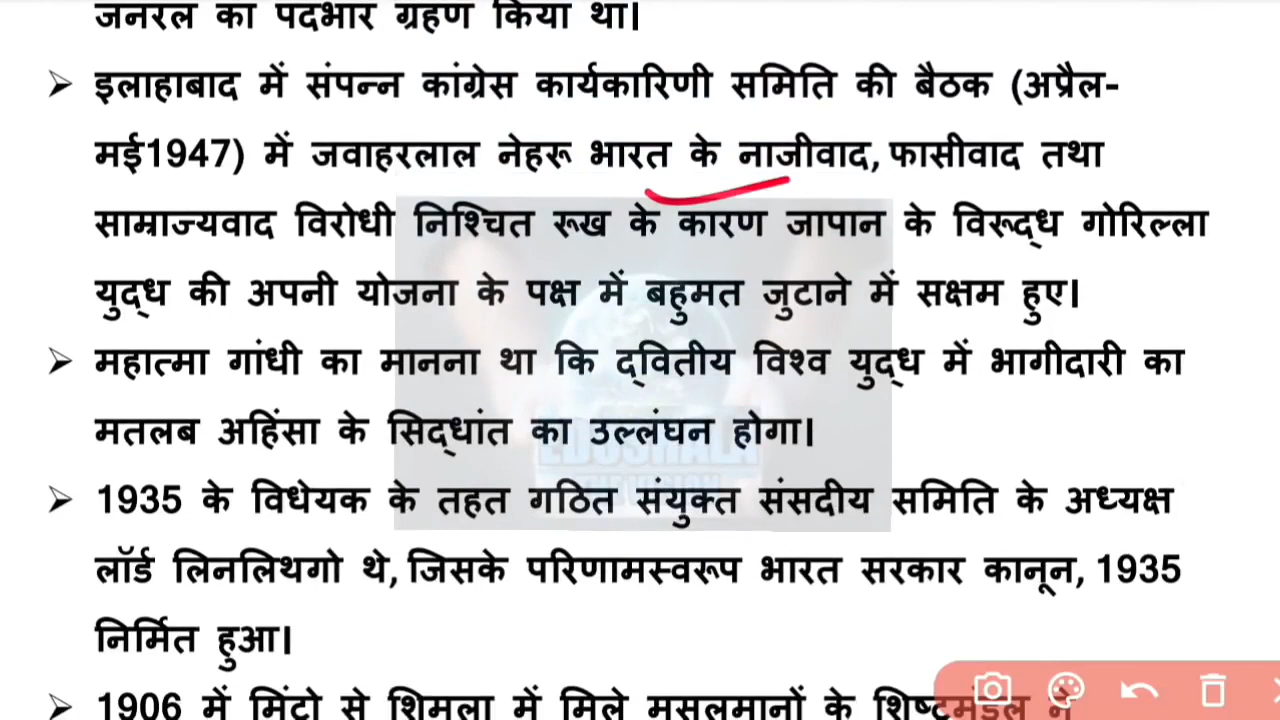 जनरल का पदभार ग्रहण किया था।
➢ इलाहाबाद में संपन्न कांग्रेस कार्यकारिणी समिति की बैठक (अप्रैल-
मई1947) में जवाहरलाल नेहरू भारत के नाजीवाद, फासीवाद तथा
साम्राज्यवाद विरोधी निश्चित रूख के कारण जापान के विरूद्ध गोरिल्ला
युद्ध की अपनी योजना के पक्ष में बहुमत जुटाने में सक्षम हुए।
➢ महात्मा गांधी का मानना था कि द्वितीय विश्व युद्ध में भागीदारी का
मतलब अहिंसा के सिद्धांत का उल्लंघन होगा।
➢ 1935 के विधेयक के तहत गठित संयुक्त संसदीय समिति के अध्यक्ष
लॉर्ड लिनलिथगो थे, जिसके परिणामस्वरूप भारत सरकार कानून, 1935
निर्मित हुआ।
➢ 1906 में मिंटो से शिमला में मिले मुसलमानों के शिष्टमंडल ने